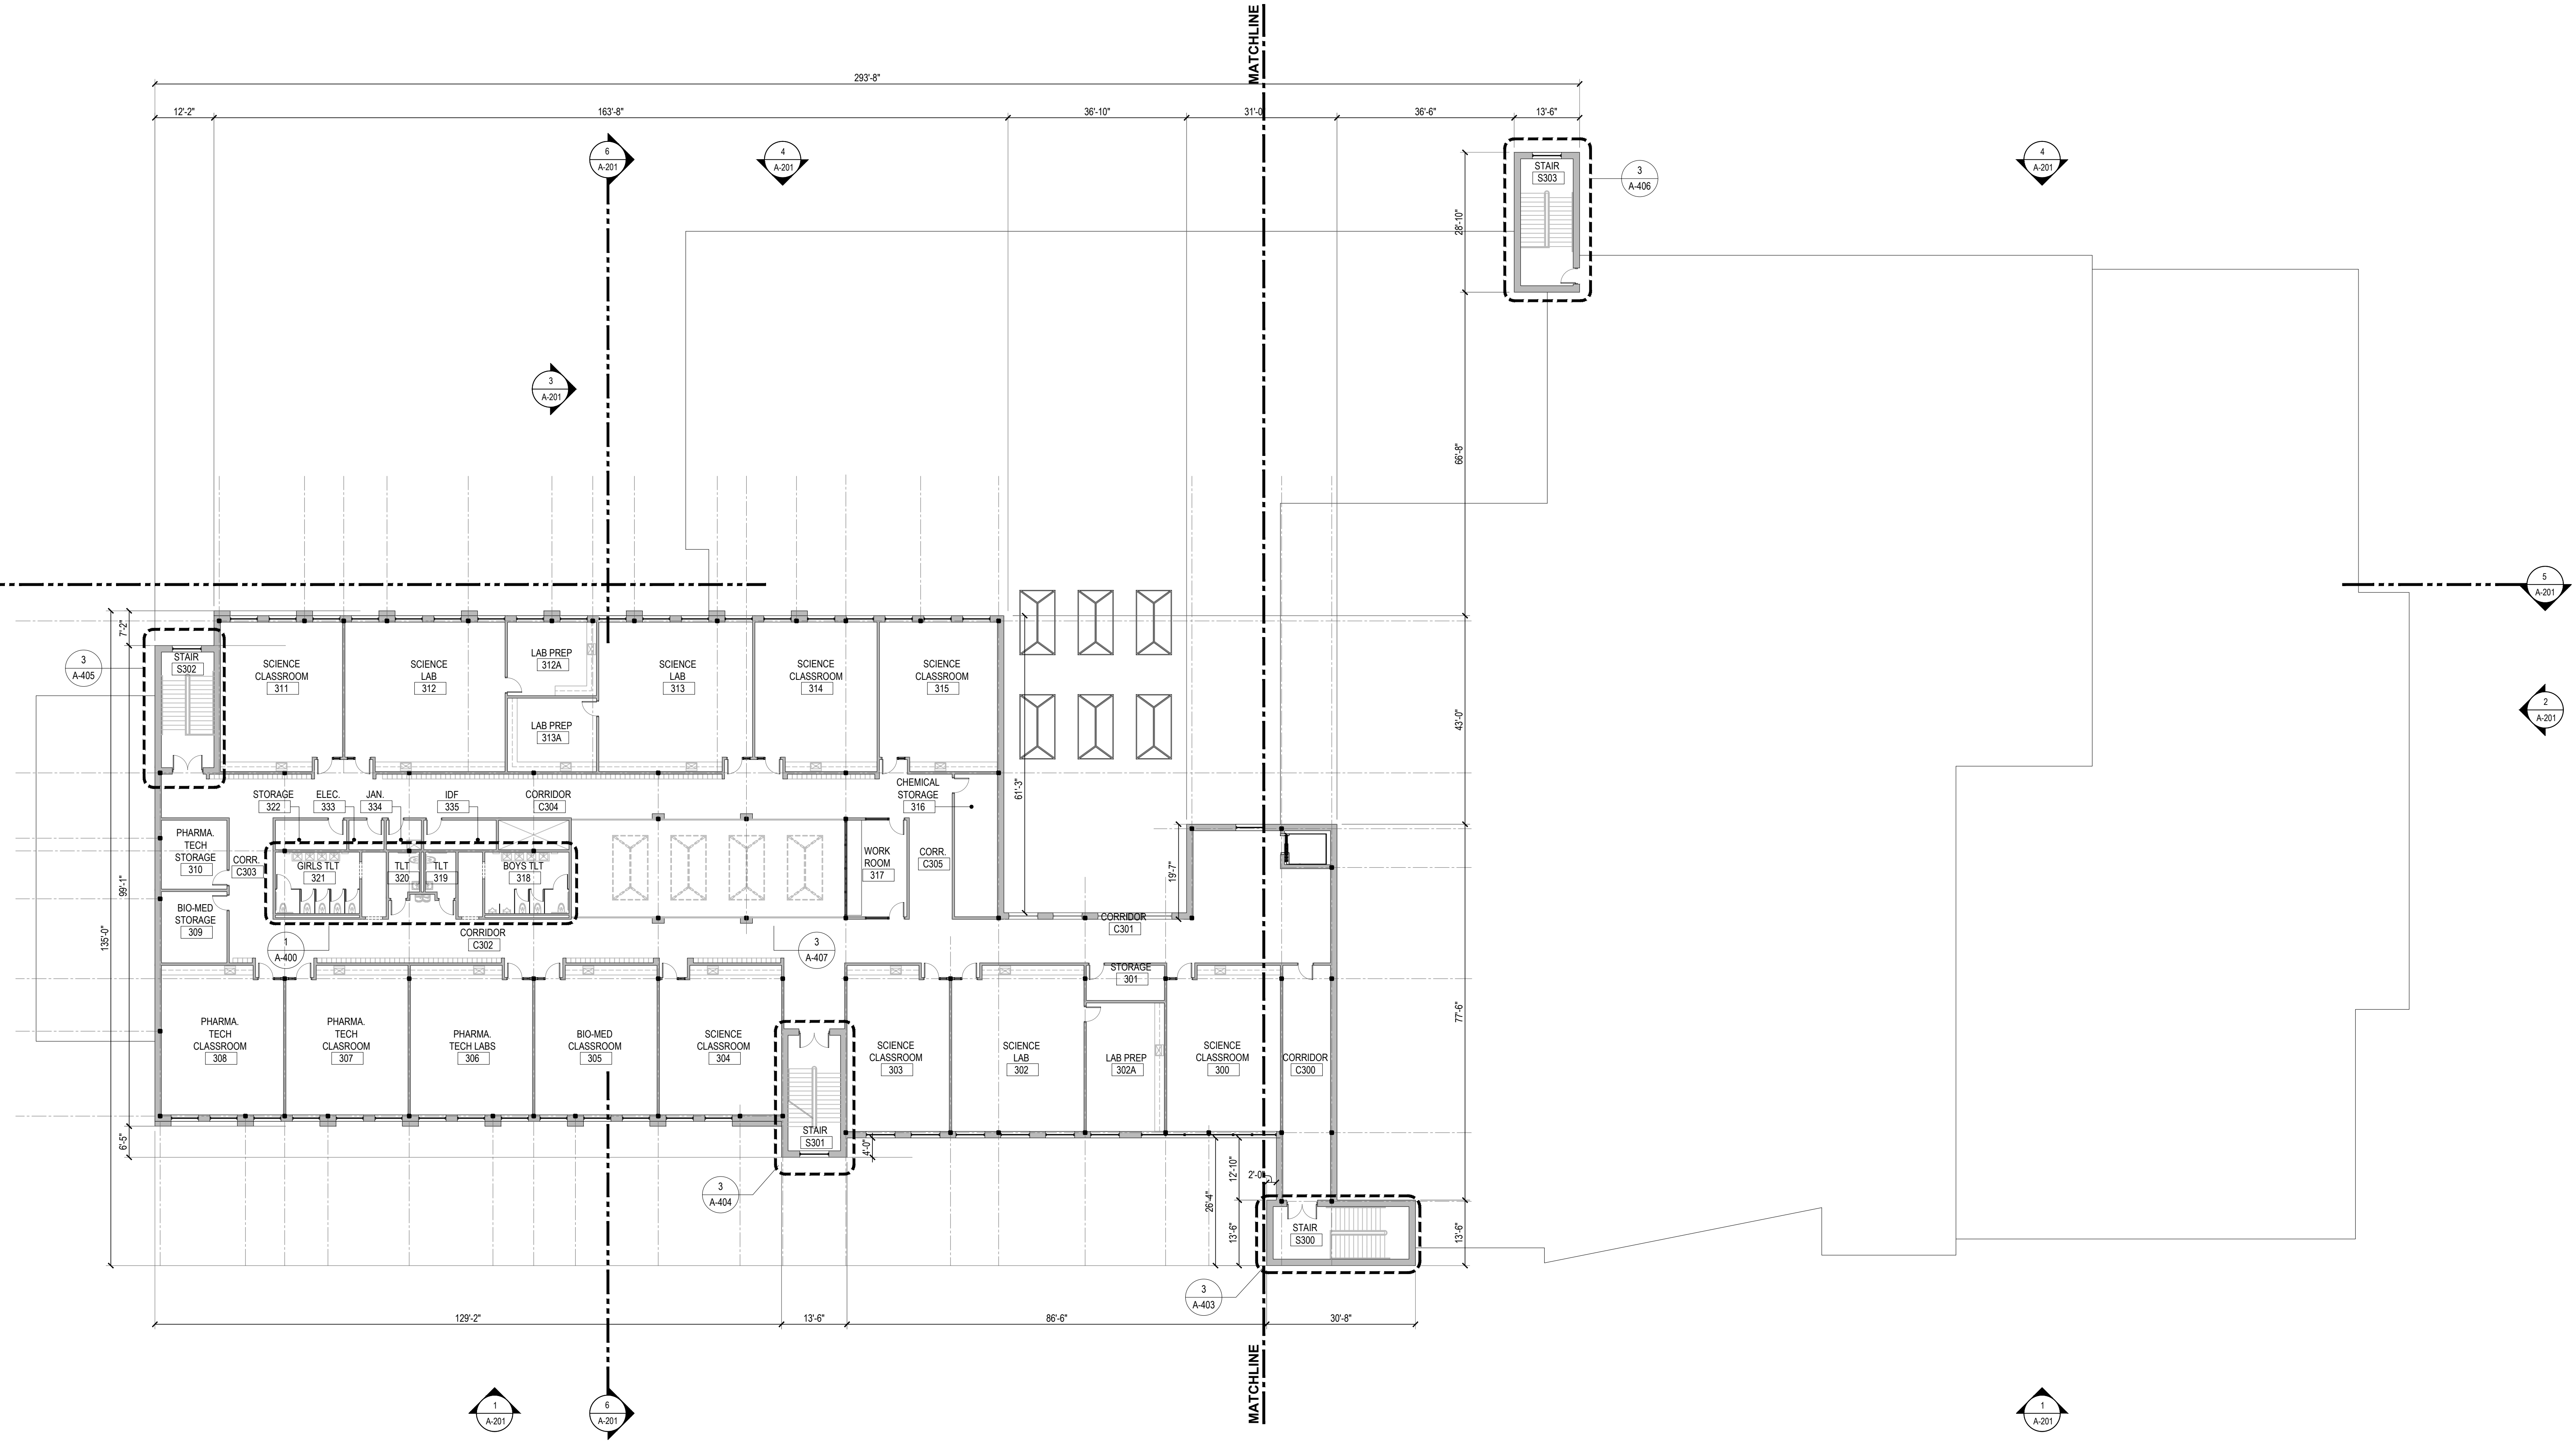 MATCHLINE
293'-8"
12'-2"
163'-8"
36'-10"
31'-0
36'-6"
13'-6"
6
A-201
4
A-201
4
A-201
STAIR
S303
3
A-406
28'-10"
3
A-201
66'-8"
5
A-201
7'-2"
3
A-405
STAIR
S302
SCIENCE
CLASSROOM
311
SCIENCE
LAB
312
LAB PREP
312A
LAB PREP
313A
SCIENCE
LAB
313
SCIENCE
CLASSROOM
314
SCIENCE
CLASSROOM
315
2
A-201
43'-0"
61'-3"
STORAGE
322
ELEC.
333
JAN.
334
IDF
335
CORRIDOR
C304
CHEMICAL
STORAGE
316
PHARMA.
TECH
STORAGE
310
CORR.
C303
GIRLS TLT
321
TLT
320
TLT
319
BOYS TLT
318
WORK
ROOM
317
CORR.
C305
19'-7"
99'-1"
135'-0"
BIO-MED
STORAGE
309
1
A-400
CORRIDOR
C302
3
A-407
CORRIDOR
C301
STORAGE
301
PHARMA.
TECH
CLASSROOM
308
PHARMA.
TECH
CLASROOM
307
PHARMA.
TECH LABS
306
BIO-MED
CLASSROOM
305
SCIENCE
CLASSROOM
304
SCIENCE
CLASSROOM
303
SCIENCE
LAB
302
LAB PREP
302A
SCIENCE
CLASSROOM
300
CORRIDOR
C300
77'-6"
6'-5"
STAIR
S301
4'-0"
3
A-404
12'-10"
2'-0
26'-4"
13'-6"
STAIR
S300
13'-6"
3
A-403
129'-2"
13'-6"
86'-6"
30'-8"
MATCHLINE
1
A-201
6
A-201
1
A-201